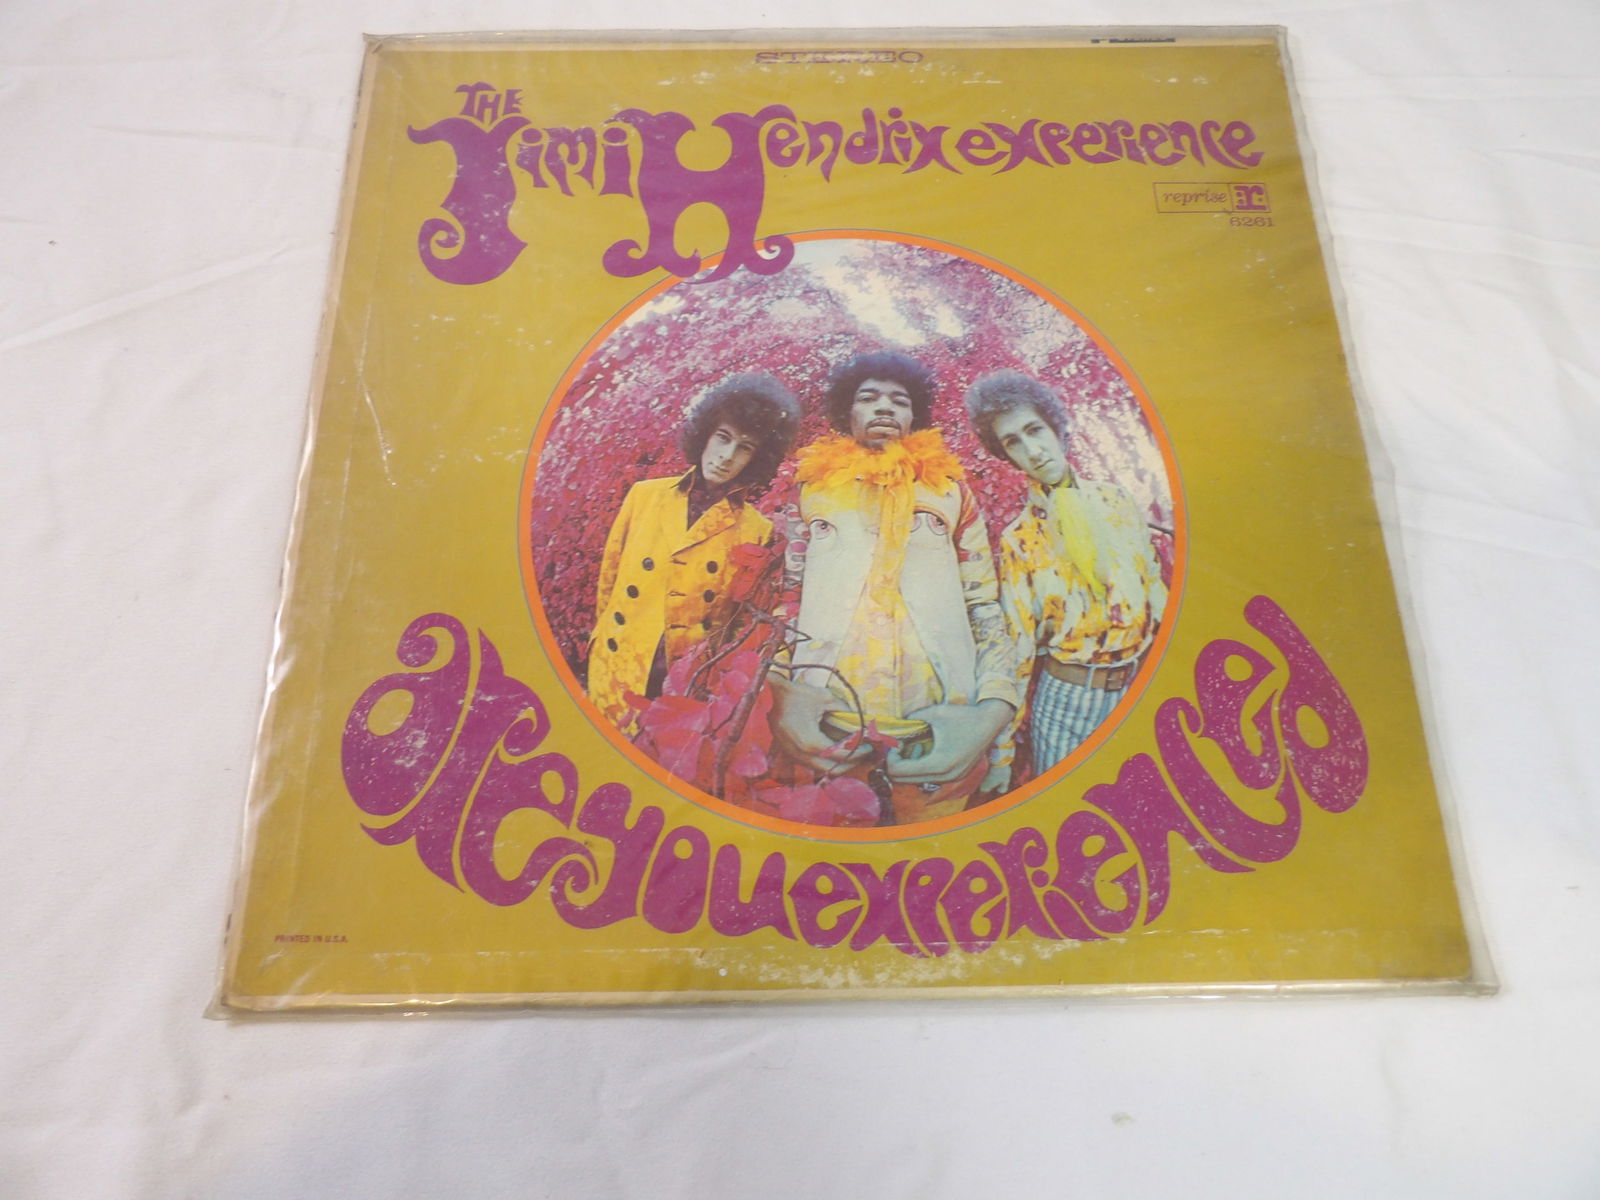 STEREO
THE
Jimi Hendrix experience
reprise r:
6261
are you experienced
PRINTED IN U.S.A.